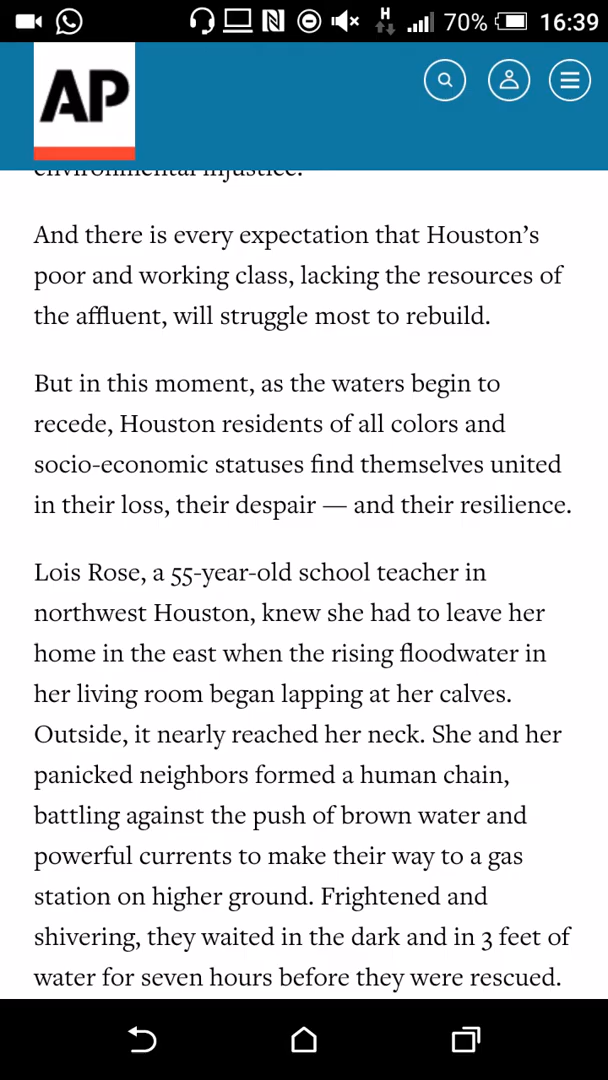 H
70%
16:39
AP
environmental injustice.
And there is every expectation that Houston’s
poor and working class, lacking the resources of
the affluent, will struggle most to rebuild.
But in this moment, as the waters begin to
recede, Houston residents of all colors and
socio-economic statuses find themselves united
in their loss, their despair — and their resilience.
Lois Rose, a 55-year-old school teacher in
northwest Houston, knew she had to leave her
home in the east when the rising floodwater in
her living room began lapping at her calves.
Outside, it nearly reached her neck. She and her
panicked neighbors formed a human chain,
battling against the push of brown water and
powerful currents to make their way to a gas
station on higher ground. Frightened and
shivering, they waited in the dark and in 3 feet of
water for seven hours before they were rescued.